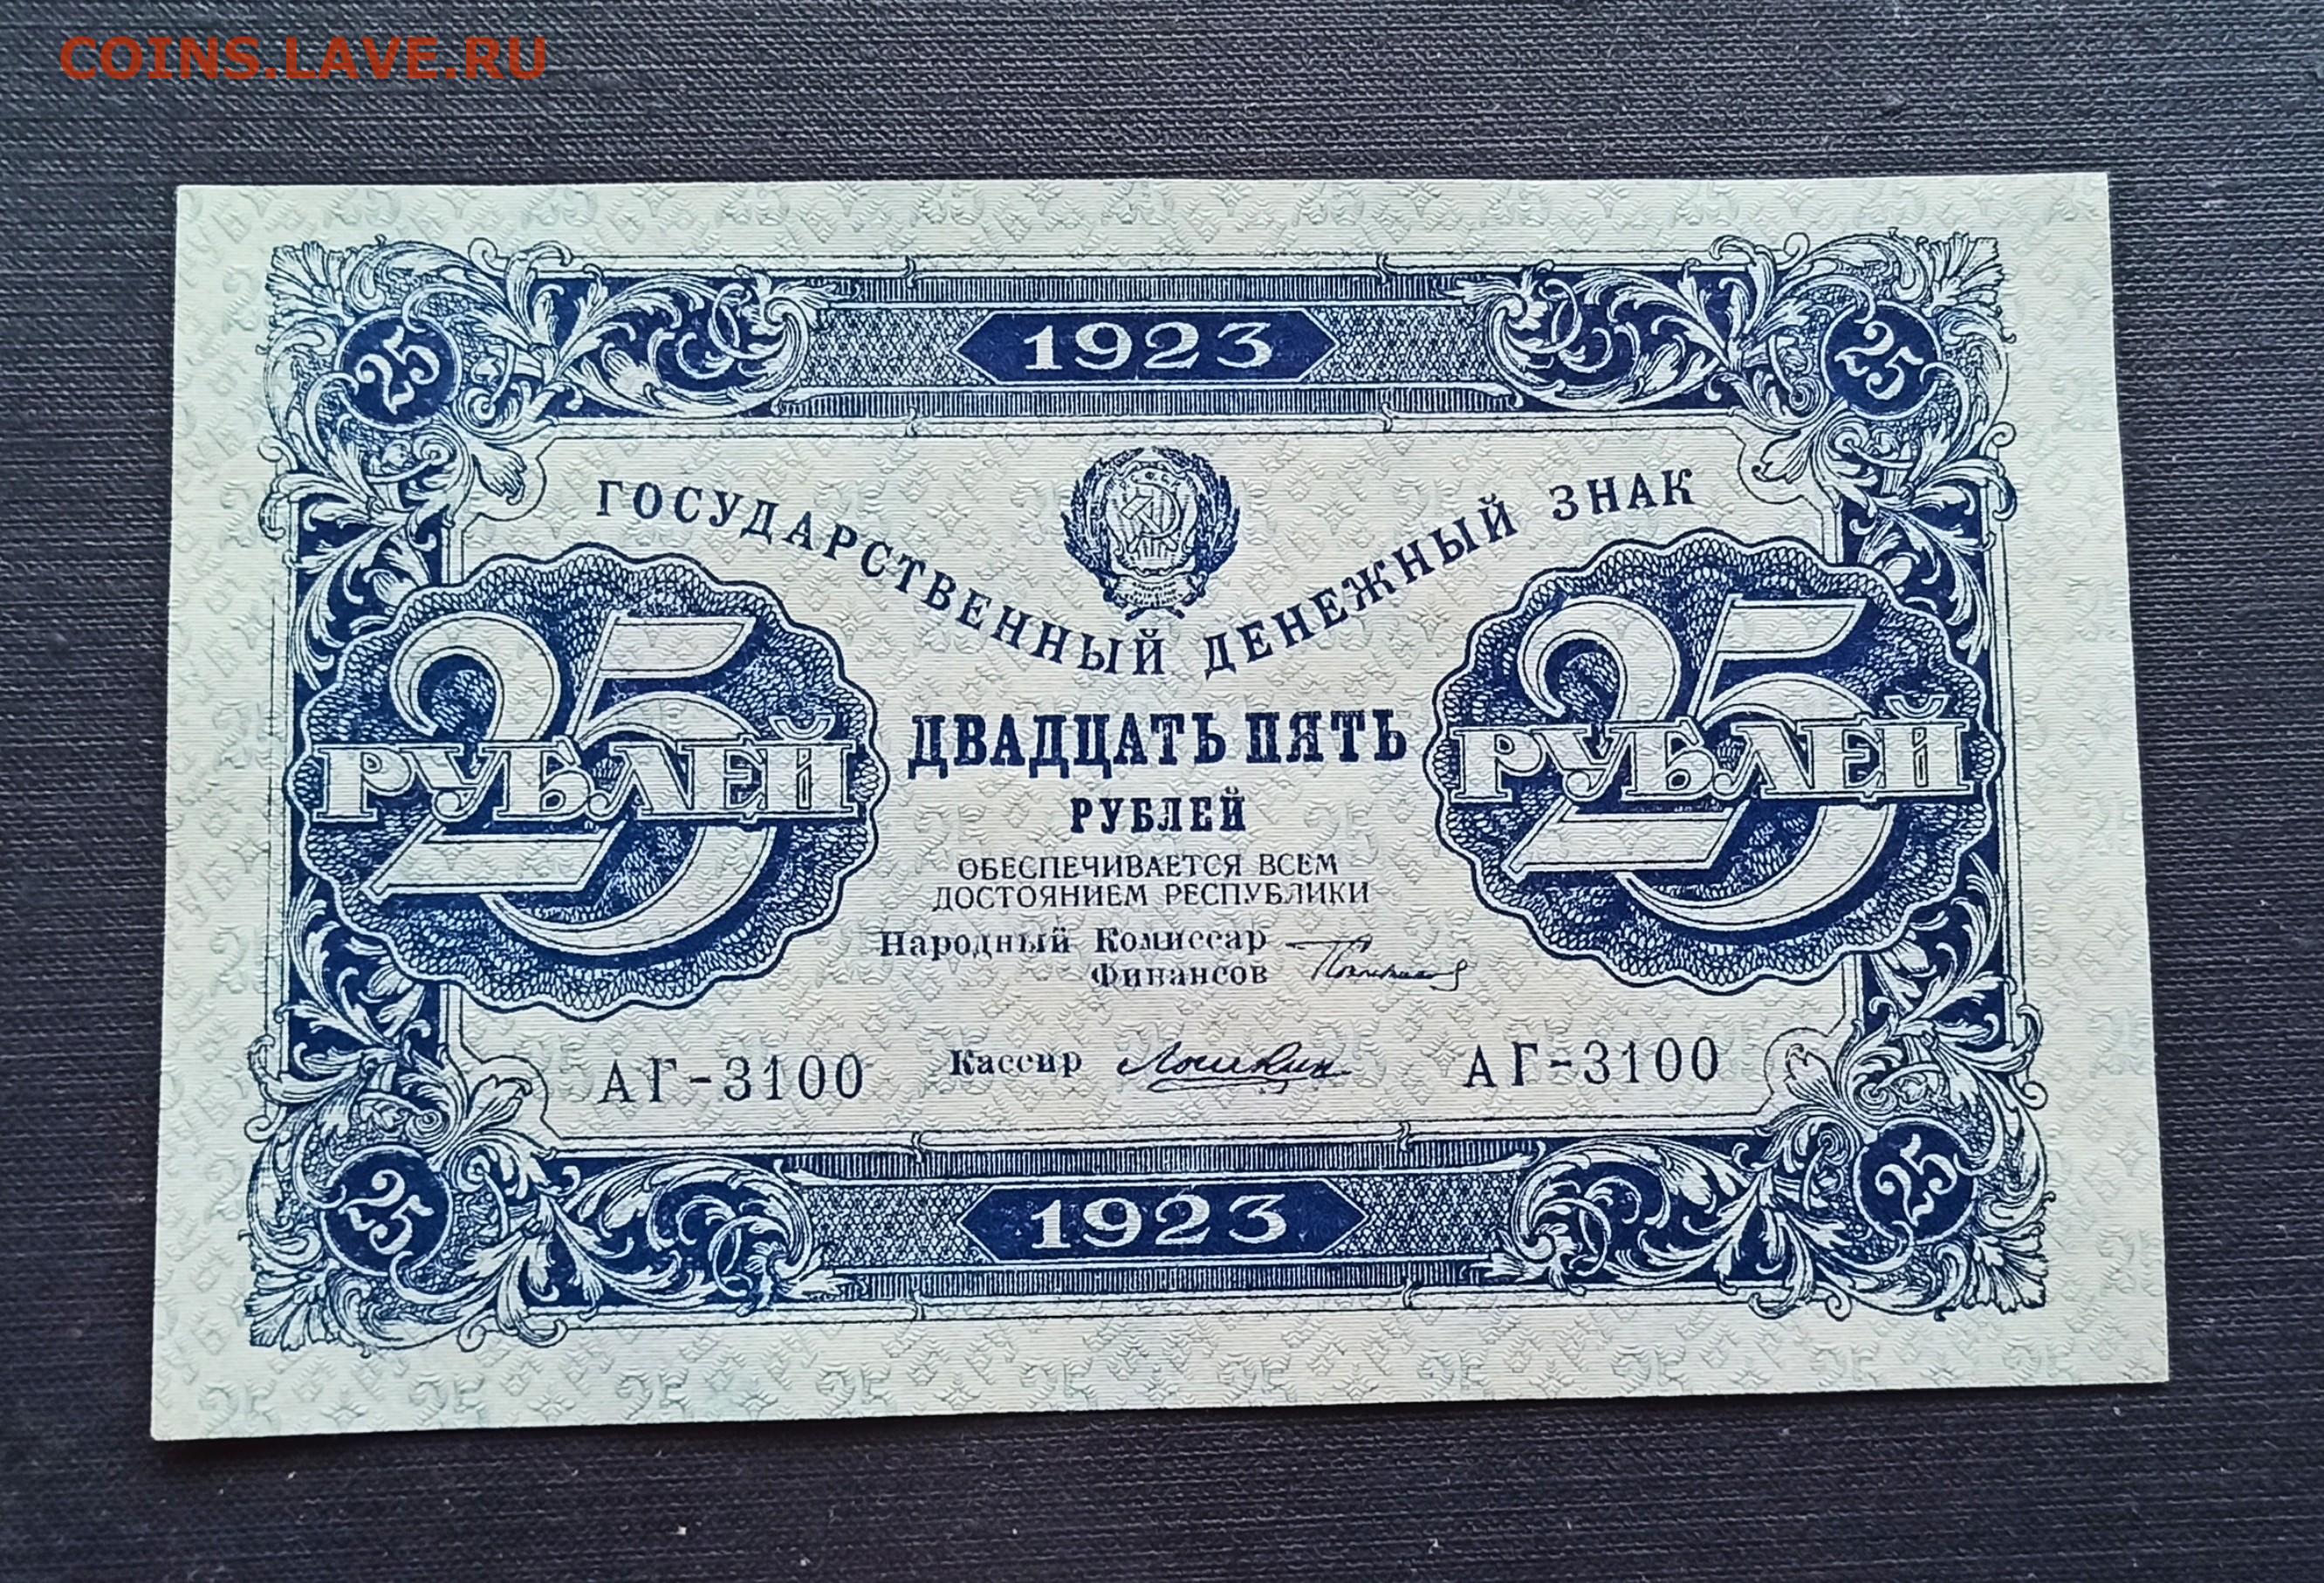 COINS.LAVE.RU
1923
25 25
ГОСУДАРСТВЕННЫЙ ДЕНЕЖНЫЙ ЗНАК
25 РУБЛЕЙ
ДВАДЦАТЬ ПЯТЬ
РУБЛЕЙ
25 РУБЛЕЙ
ОБЕСПЕЧИВАЕТСЯ ВСЕМ
ДОСТОЯНИЕМ РЕСПУБЛИКИ
Народный Комиссар
Финансов
АГ-3100 Кассир Лошкин АГ-3100
25 25
1923